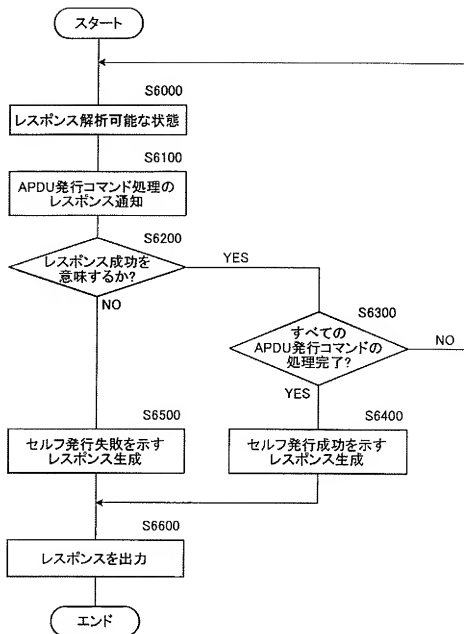 スタート
S6000
レスポンス解析可能な状態
S6100
APDU発行コマンド処理の
レスポンス通知
S6200
レスポンス成功を
意味するか?
YES
NO
S6300
すべての
APDU発行コマンドの
処理完了?
NO
YES
S6500
セルフ発行失敗を示す
レスポンス生成
S6400
セルフ発行成功を示す
レスポンス生成
S6600
レスポンスを出力
エンド